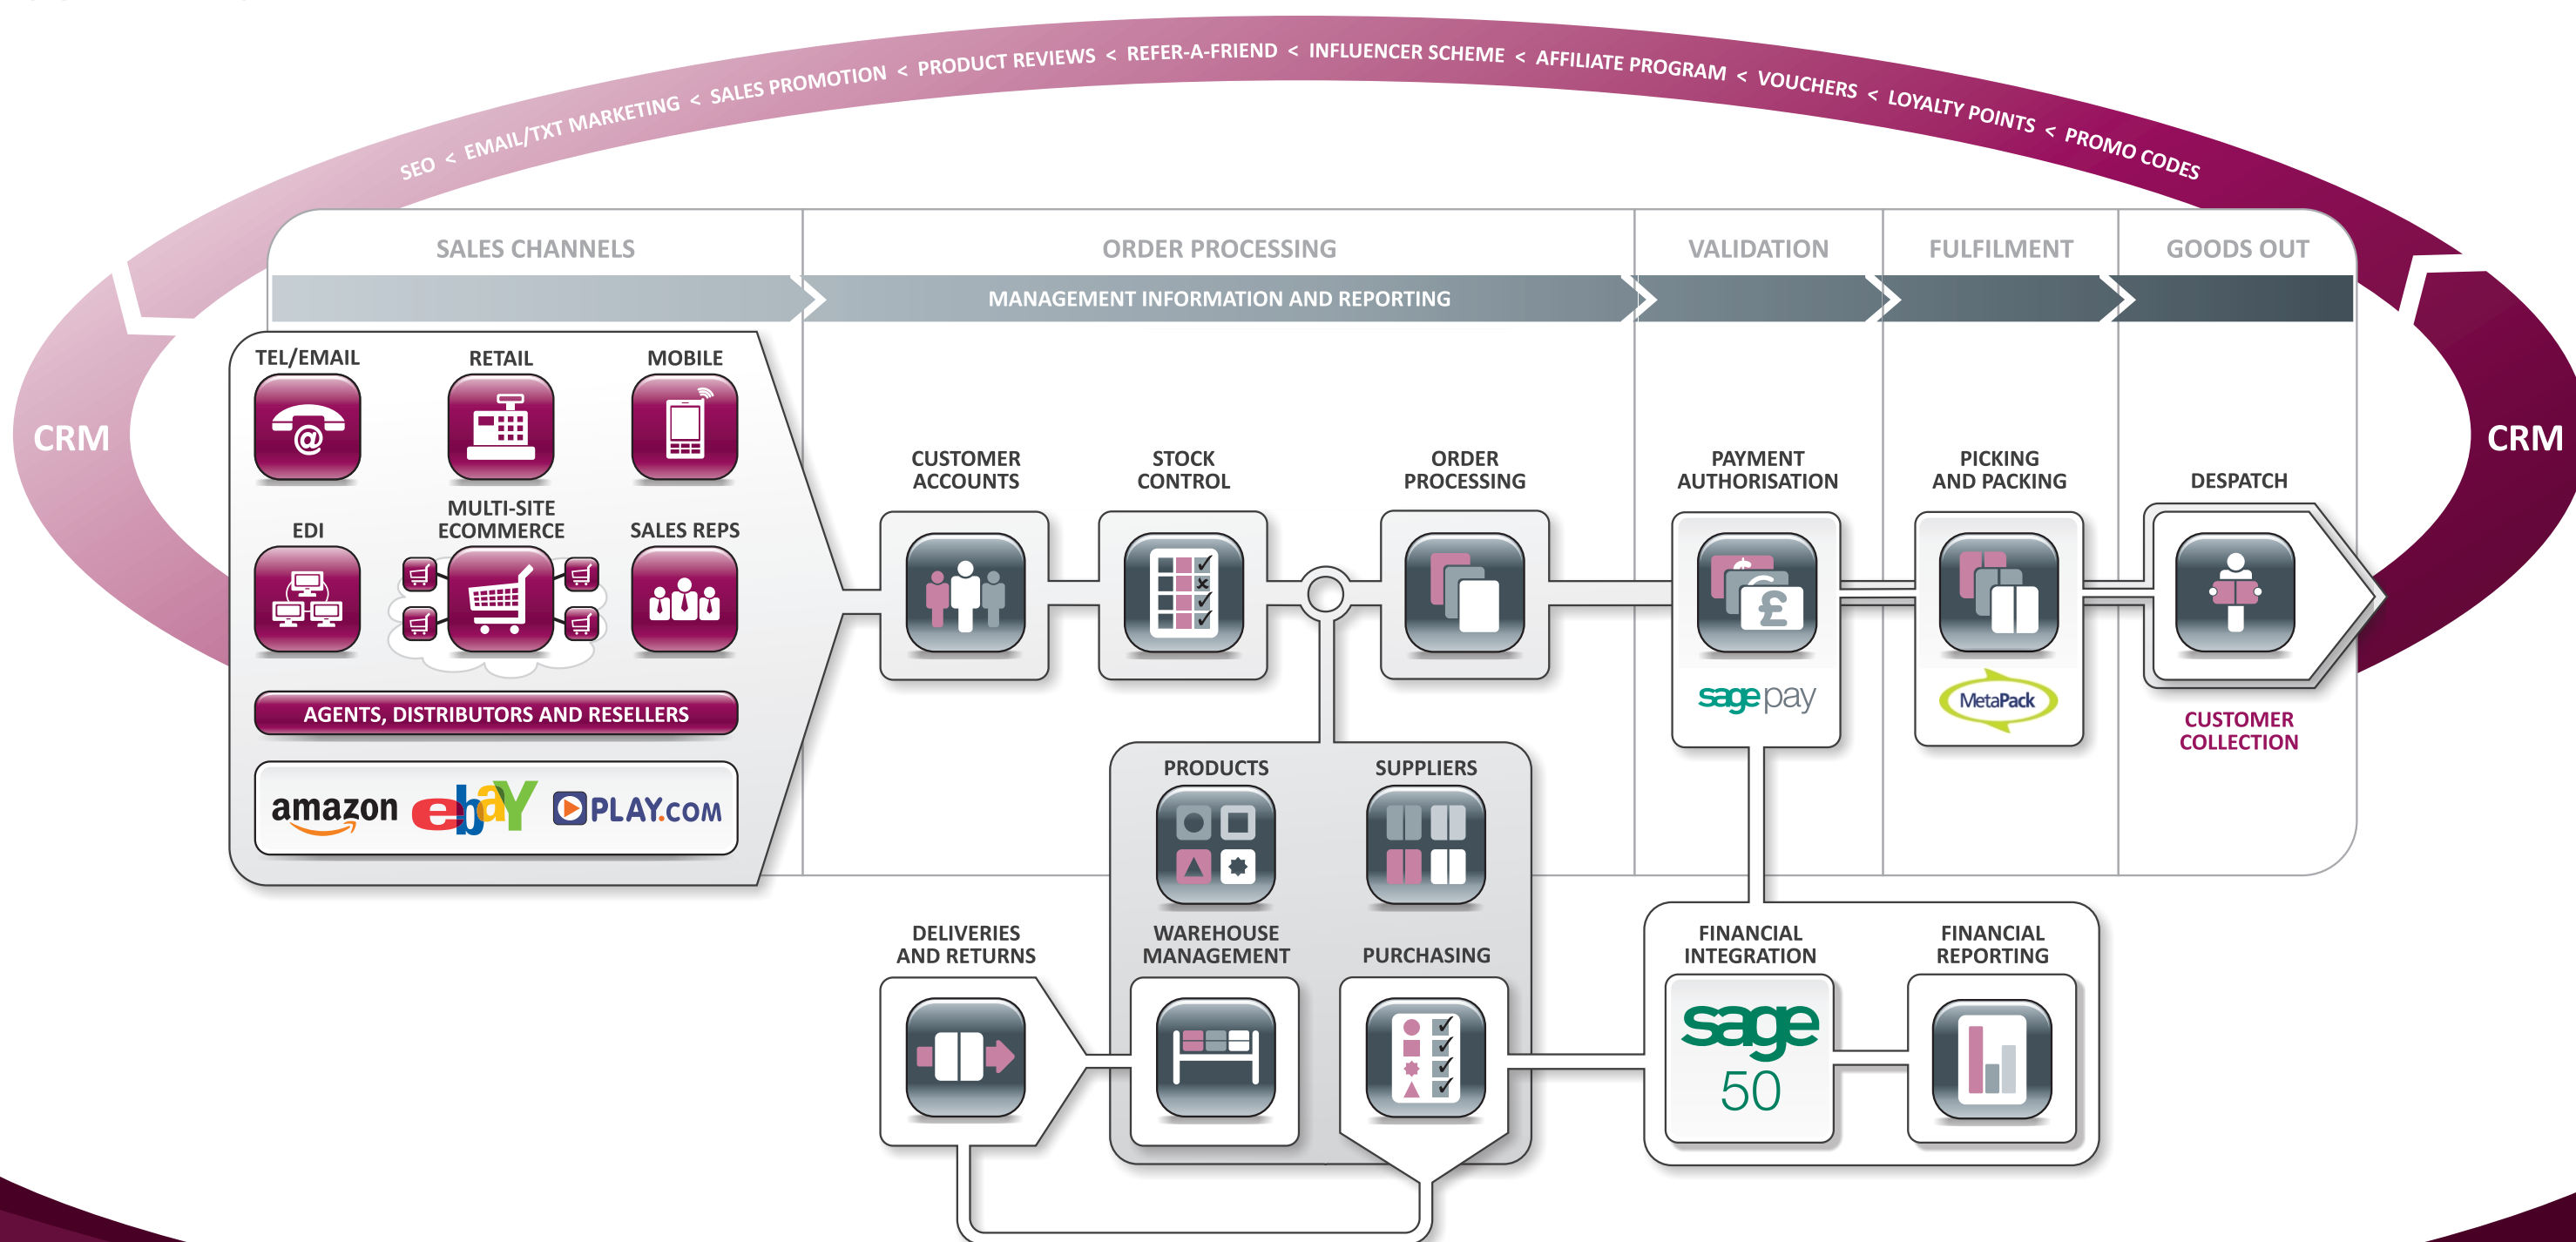 SEO < EMAIL/TXT MARKETING < SALES PROMOTION < PRODUCT REVIEWS < REFER-A-FRIEND < INFLUENCER SCHEME < AFFILIATE PROGRAM < VOUCHERS < LOYALTY POINTS < PROMO CODES
CRM
CRM
SALES CHANNELS
ORDER PROCESSING
VALIDATION
FULFILMENT
GOODS OUT
MANAGEMENT INFORMATION AND REPORTING
TEL/EMAIL
RETAIL
MOBILE
@
EDI
MULTI-SITE
ECOMMERCE
SALES REPS
AGENTS, DISTRIBUTORS AND RESELLERS
amazon
ebaY
PLAY.COM
CUSTOMER
ACCOUNTS
STOCK
CONTROL
ORDER
PROCESSING
PAYMENT
AUTHORISATION
£
sage pay
PICKING
AND PACKING
MetaPack
DESPATCH
CUSTOMER
COLLECTION
PRODUCTS
SUPPLIERS
DELIVERIES
AND RETURNS
WAREHOUSE
MANAGEMENT
PURCHASING
FINANCIAL
INTEGRATION
sage
50
FINANCIAL
REPORTING